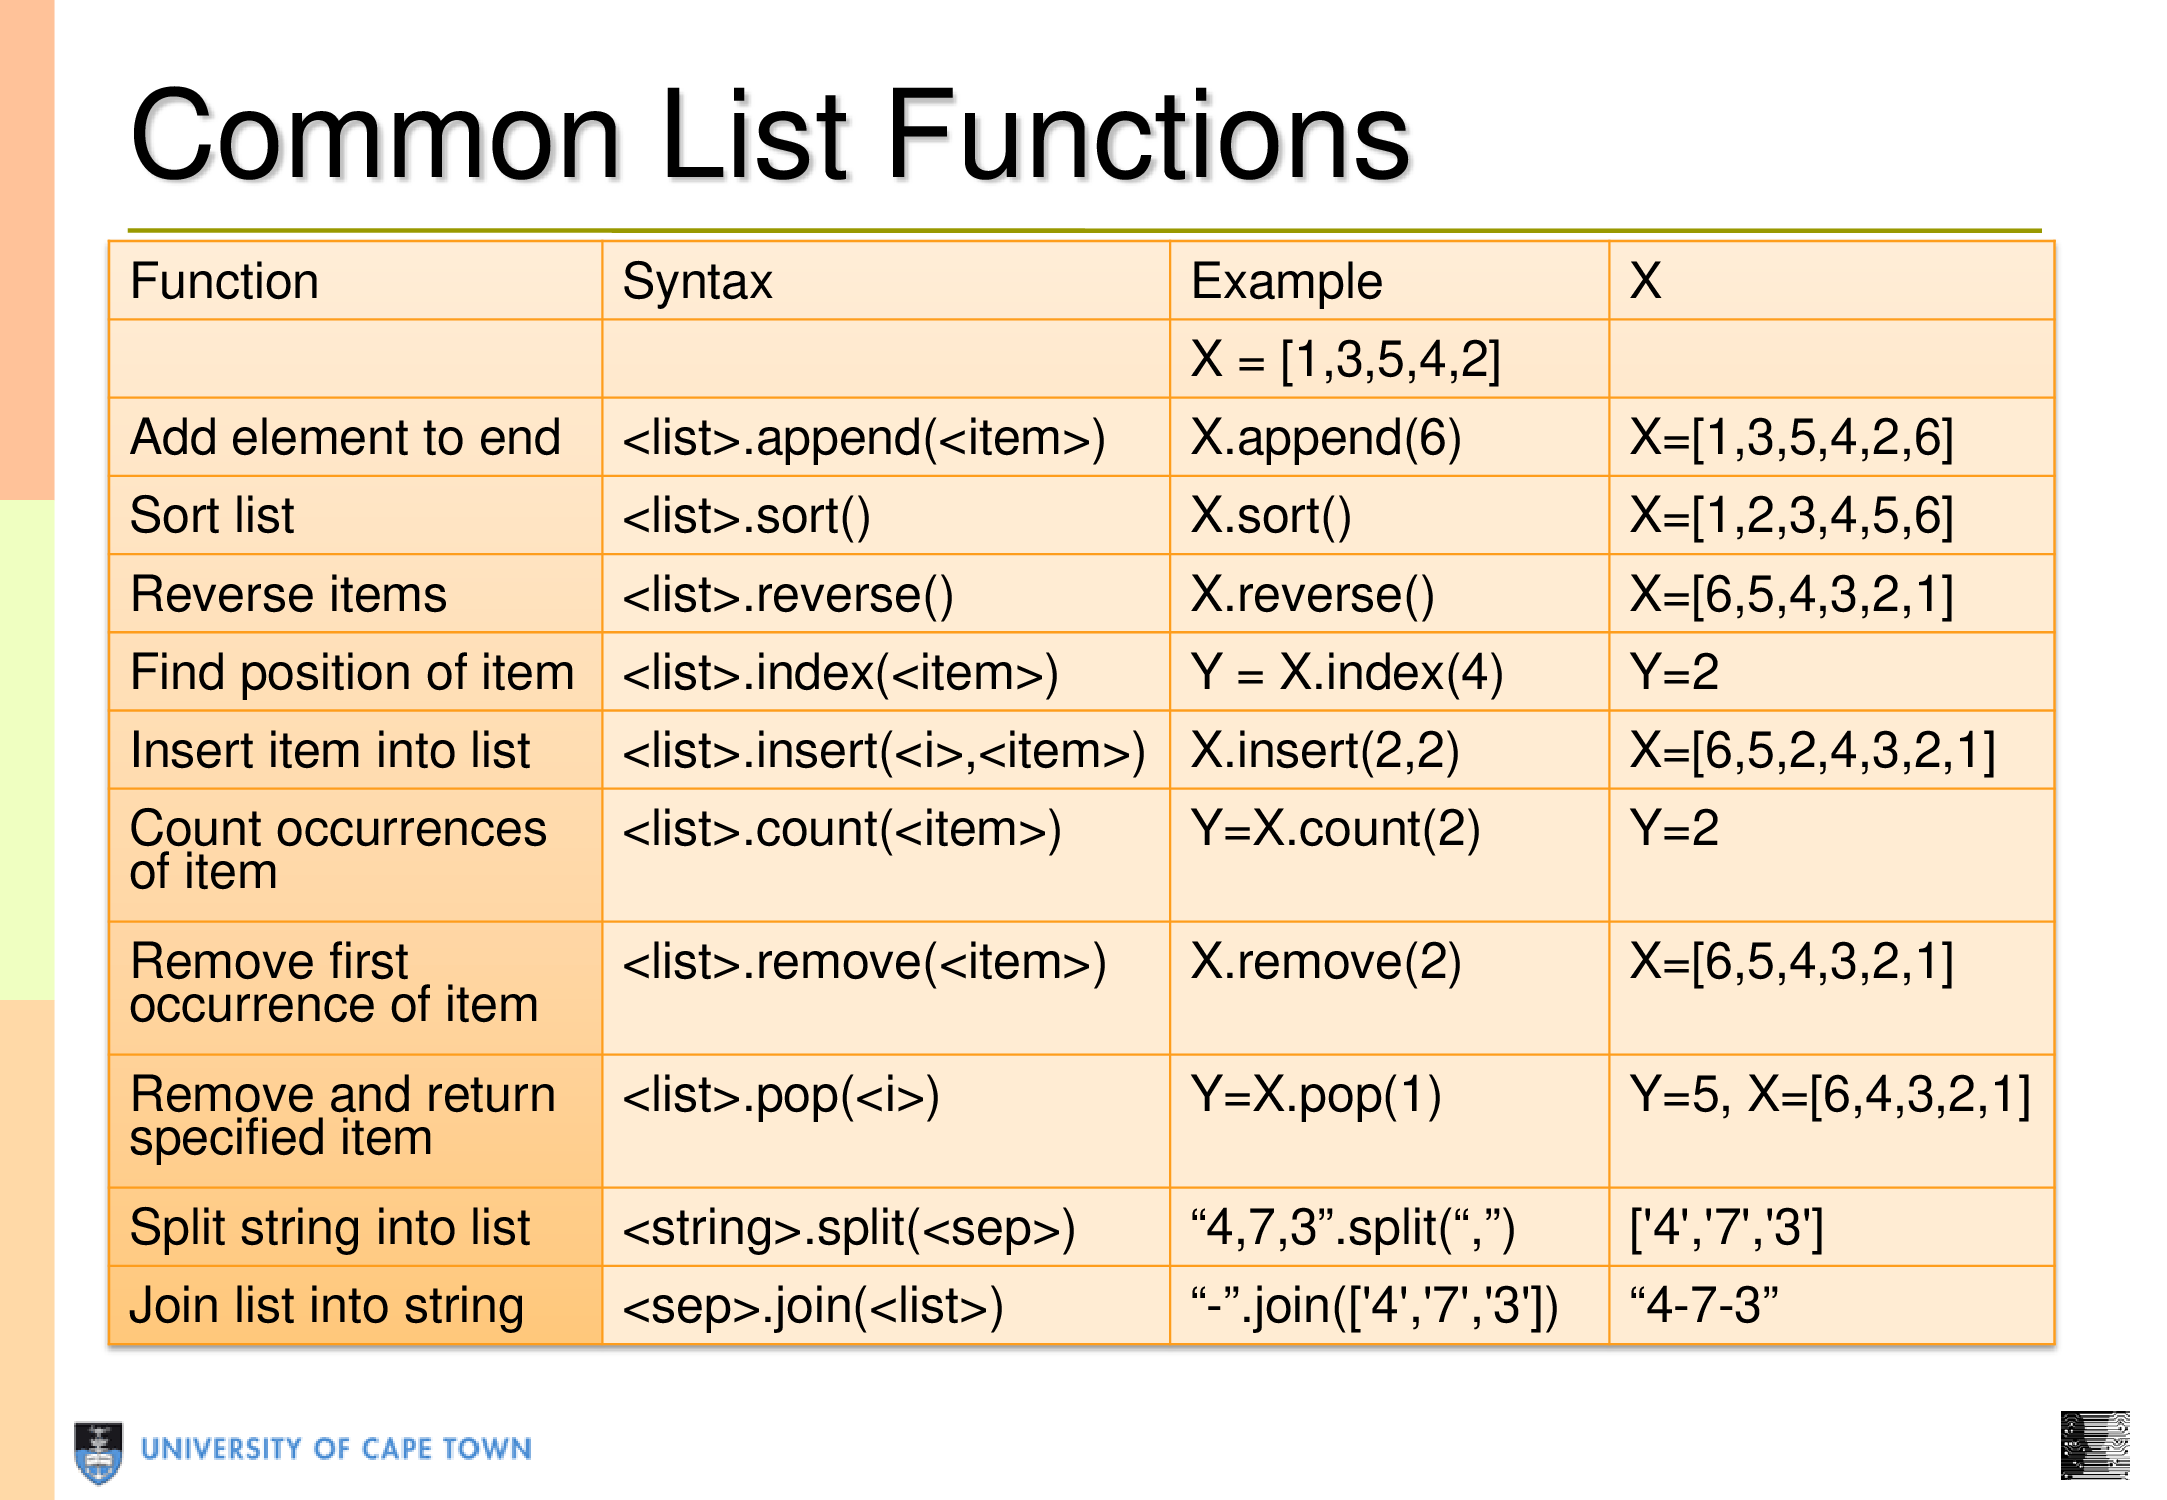 Common List Functions
Function Syntax Example X
X = [1,3,5,4,2]
Add element to end <list>.append(<item>) X.append(6) X=[1,3,5,4,2,6]
Sort list <list>.sort() X.sort() X=[1,2,3,4,5,6]
Reverse items <list>.reverse() X.reverse() X=[6,5,4,3,2,1]
Find position of item <list>.index(<item>) Y = X.index(4) Y=2
Insert item into list <list>.insert(<i>,<item>) X.insert(2,2) X=[6,5,2,4,3,2,1]
Count occurrences <list>.count(<item>) Y=X.count(2) Y=2
of item
Remove first <list>.remove(<item>) X.remove(2) X=[6,5,4,3,2,1]
occurrence of item
Remove and return <list>.pop(<i>) Y=X.pop(1) Y=5, X=[6,4,3,2,1]
specified item
Split string into list <string>.split(<sep>) “4,7,3”.split(“,”) ['4','7','3']
Join list into string <sep>.join(<list>) “-”.join(['4','7','3']) “4-7-3”
UNIVERSITY OF CAPE TOWN